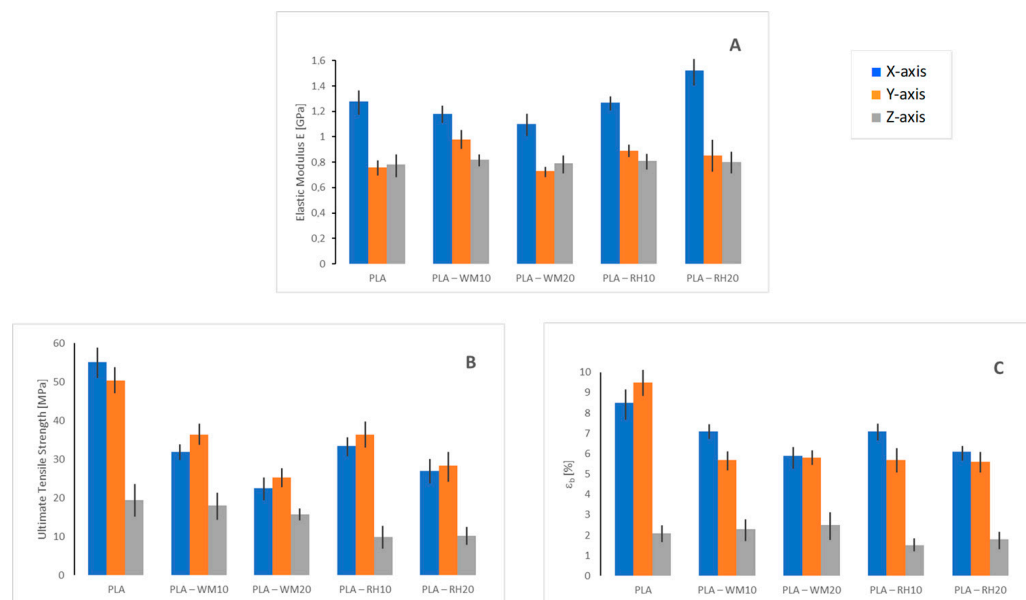 A
X-axis
Y-axis
Z-axis
Elastic Modulus E [GPa]
1,6
1,4
1,2
1
0,8
0,6
0,4
0,2
0
PLA PLA – WM10 PLA – WM20 PLA – RH10 PLA – RH20
B
Ultimate Tensile Strength [MPa]
60
50
40
30
20
10
0
PLA PLA – WM10 PLA – WM20 PLA – RH10 PLA – RH20
C
ε_b [%]
10
9
8
7
6
5
4
3
2
1
0
PLA PLA – WM10 PLA – WM20 PLA – RH10 PLA – RH20